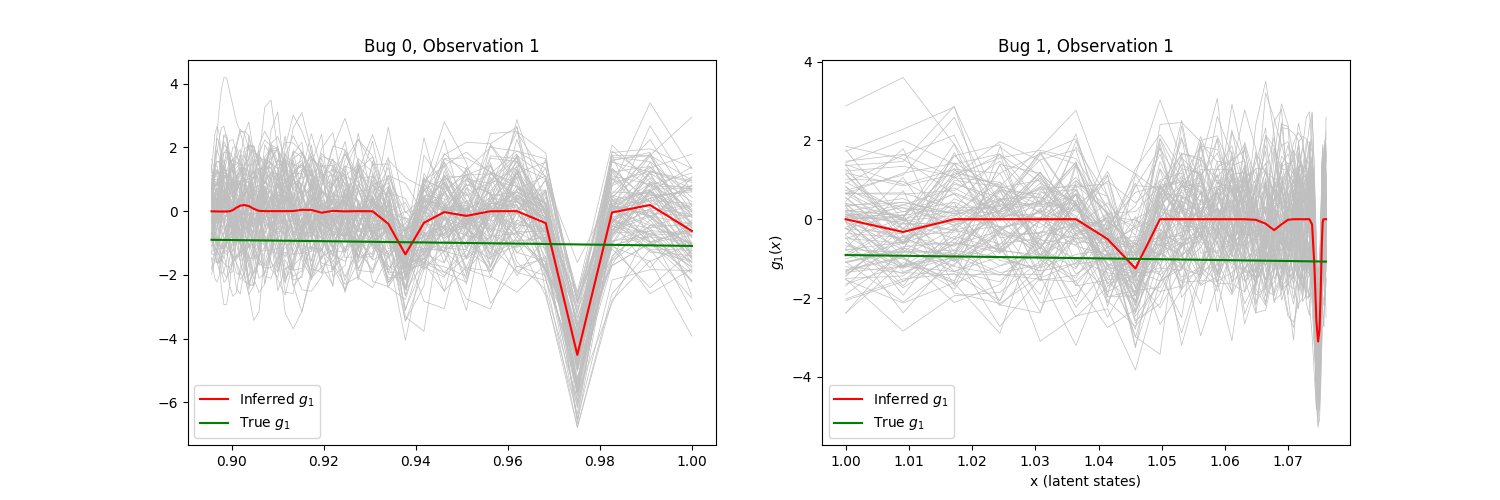 Bug 0, Observation 1
4
2
0
−2
−4
−6
0.90 0.92 0.94 0.96 0.98 1.00
Inferred g₁
True g₁
Bug 1, Observation 1
4
2
0
−2
−4
g₁(x)
1.00 1.01 1.02 1.03 1.04 1.05 1.06 1.07
x (latent states)
Inferred g₁
True g₁